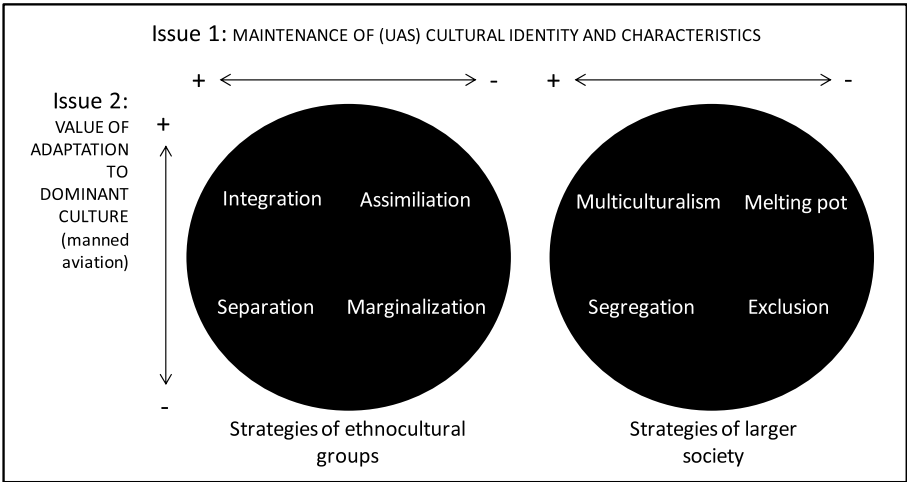 Issue 1: MAINTENANCE OF (UAS) CULTURAL IDENTITY AND CHARACTERISTICS
+ - + -
Issue 2:
VALUE OF
ADAPTATION
TO
DOMINANT
CULTURE
(manned
aviation)
+
-
Integration Assimiliation
Separation Marginalization
Multiculturalism Melting pot
Segregation Exclusion
Strategies of ethnocultural
groups
Strategies of larger
society